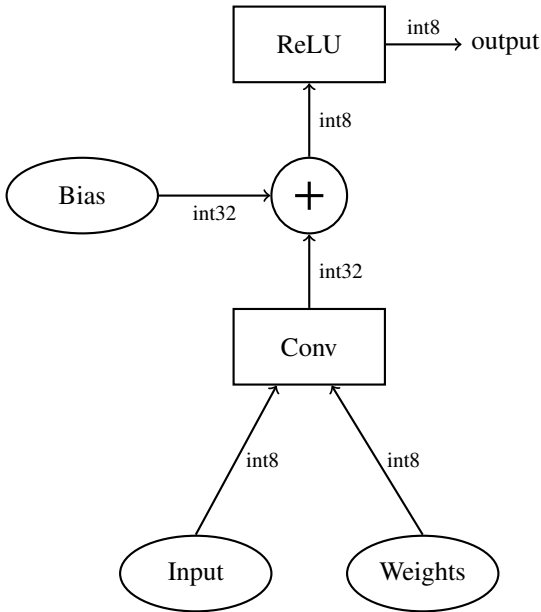 ReLU
int8
output
int8
Bias
int32
+
int32
Conv
int8
int8
Input
Weights